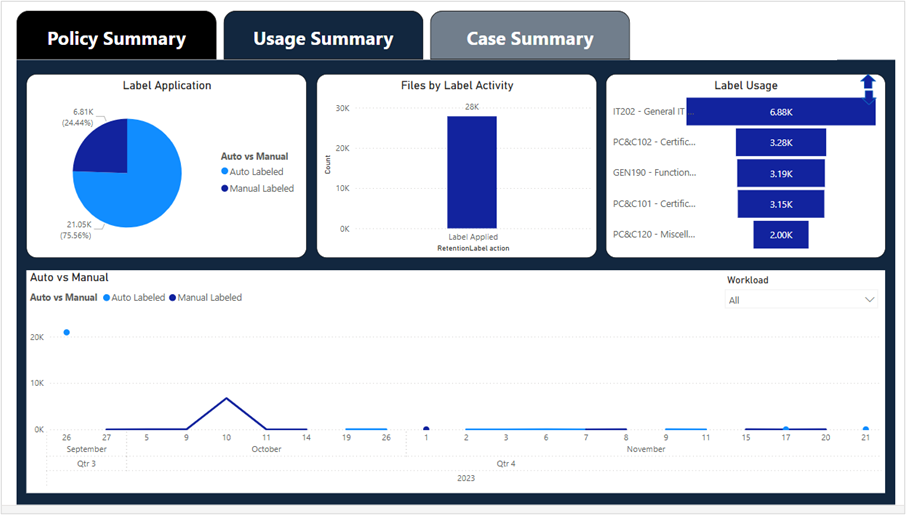 Policy Summary
Usage Summary
Case Summary
Label Application
6.81K
(24.44%)
21.05K
(75.56%)
Auto vs Manual
Auto Labeled
Manual Labeled
Files by Label Activity
30K
20K
10K
0K
Count
28K
Label Applied
RetentionLabel action
Label Usage
IT202 - General IT
6.88K
PC&C102 - Certific...
3.28K
GEN190 - Function...
3.19K
PC&C101 - Certific...
3.15K
PC&C120 - Miscell...
2.00K
Auto vs Manual
Auto vs Manual Auto Labeled Manual Labeled
Workload
All
20K
10K
0K
26 27 5 9 10 11 14 19 26 1 2 3 6 7 8 9 11 15 17 20 21
September October November
Qtr 3 Qtr 4
2023